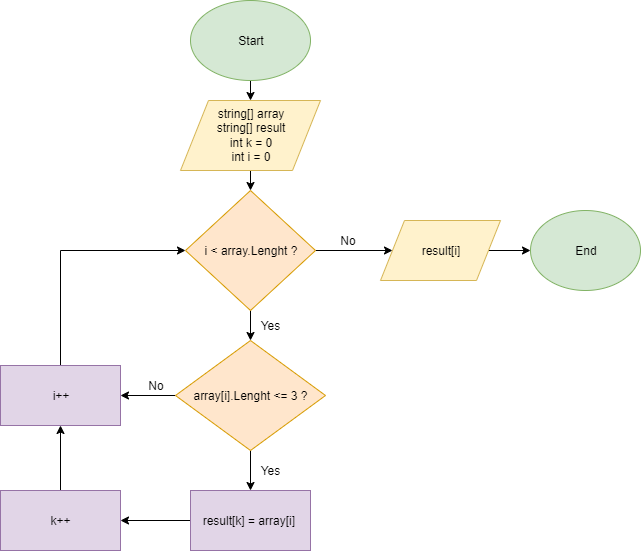 Start
string[] array
string[] result
int k = 0
int i = 0
i < array.Lenght ?
No
result[i]
End
Yes
array[i].Lenght <= 3 ?
No
i++
Yes
result[k] = array[i]
k++